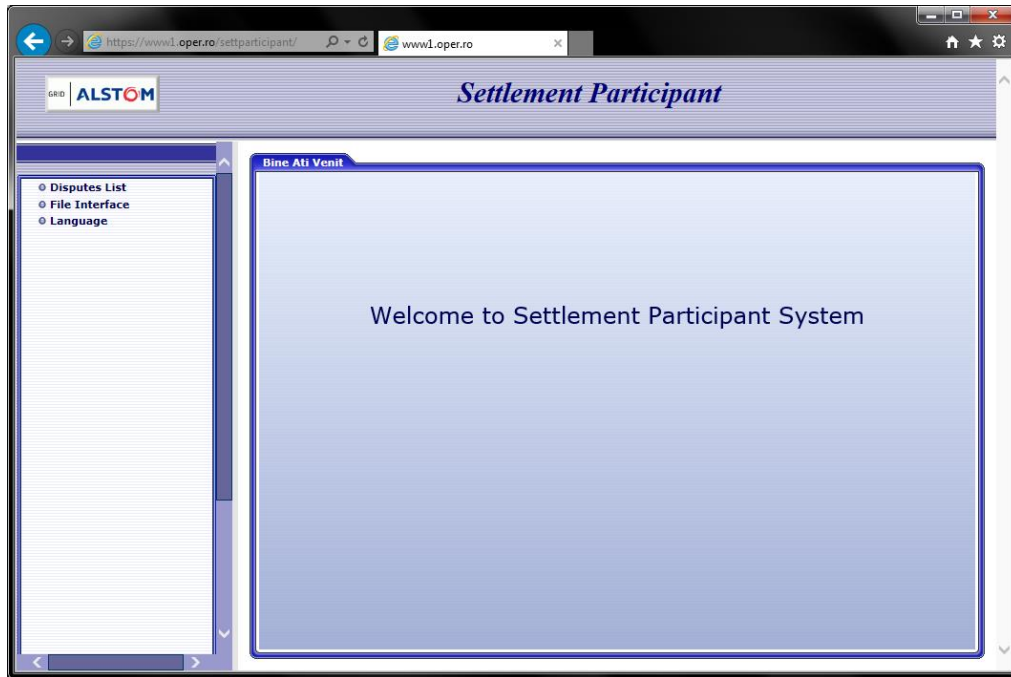 https://www1.oper.ro/settparticipant/
www1.oper.ro
GRID ALSTOM
Settlement Participant
Disputes List
File Interface
Language
Bine Ati Venit
Welcome to Settlement Participant System